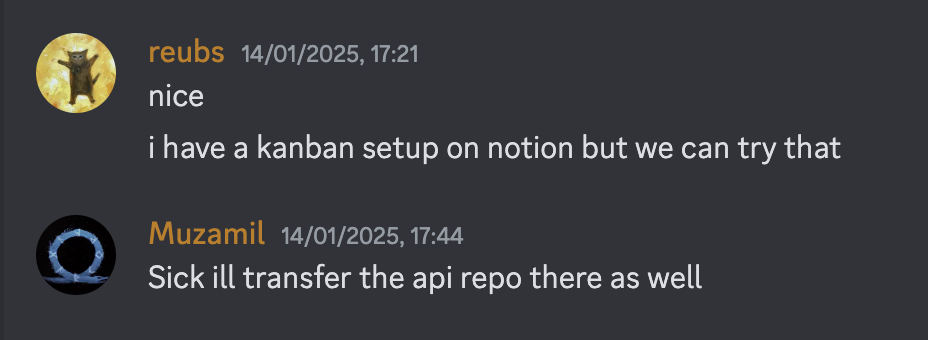 reubs 14/01/2025, 17:21
nice
i have a kanban setup on notion but we can try that
Muzamil 14/01/2025, 17:44
Sick ill transfer the api repo there as well